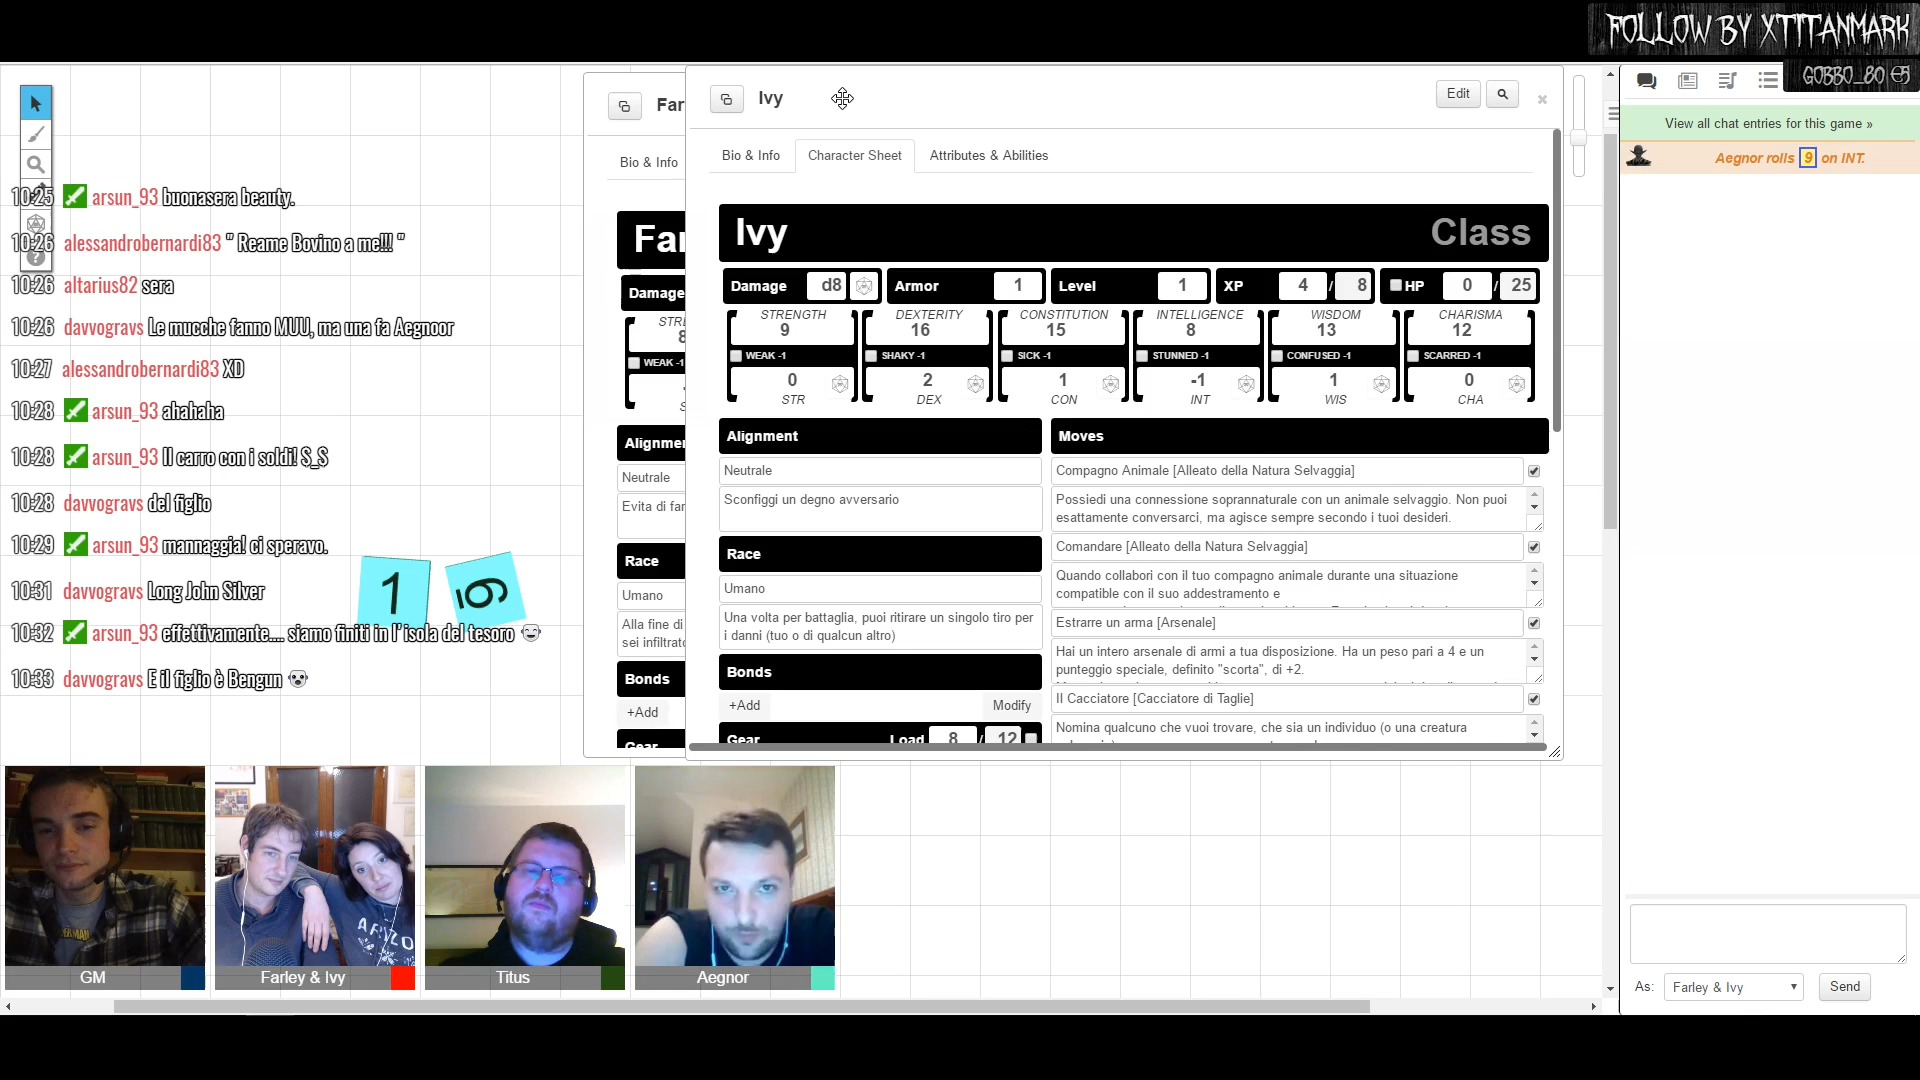 FOLLOW BY XTITANMARK
GOBBO_80
View all chat entries for this game »
Aegnor rolls 9 on INT.
10:25 arsun_93 buonasera beauty.
10:26 alessandrobernardi83 " Reame Bovino a me!!! "
10:26 altarius82 sera
10:26 davvogravs Le mucche fanno MUU, ma una fa Aegnoor
10:27 alessandrobernardi83 XD
10:28 arsun_93 ahahaha
10:28 arsun_93 Il carro con i soldi! $_$
10:28 davvogravs del figlio
10:29 arsun_93 mannaggia! ci speravo.
10:31 davvogravs Long John Silver
10:32 arsun_93 effettivamente.... siamo finiti in l'isola del tesoro
10:33 davvogravs E il figlio è Bengun
1 9
Far
Bio & Info
Far
Damage
STRE
8
WEAK -1
Alignmen
Neutrale
Evita di far
Race
Umano
Alla fine di
sei infiltrato
Bonds
+Add
Gear
Ivy
Edit
Bio & Info Character Sheet Attributes & Abilities
Ivy Class
Damage d8 Armor 1 Level 1 XP 4 / 8 HP 0 / 25
STRENGTH DEXTERITY CONSTITUTION INTELLIGENCE WISDOM CHARISMA
9 16 15 8 13 12
WEAK -1 SHAKY -1 SICK -1 STUNNED -1 CONFUSED -1 SCARRED -1
0 2 1 -1 1 0
STR DEX CON INT WIS CHA
Alignment
Neutrale
Sconfiggi un degno avversario
Race
Umano
Una volta per battaglia, puoi ritirare un singolo tiro per
i danni (tuo o di qualcun altro)
Bonds
+Add Modify
Gear Load 8 / 12
Moves
Compagno Animale [Alleato della Natura Selvaggia]
Possiedi una connessione soprannaturale con un animale selvaggio. Non puoi
esattamente conversarci, ma agisce sempre secondo i tuoi desideri.
Comandare [Alleato della Natura Selvaggia]
Quando collabori con il tuo compagno animale durante una situazione
compatibile con il suo addestramento e
Estrarre un arma [Arsenale]
Hai un intero arsenale di armi a tua disposizione. Ha un peso pari a 4 e un
punteggio speciale, definito "scorta", di +2.
Il Cacciatore [Cacciatore di Taglie]
Nomina qualcuno che vuoi trovare, che sia un individuo (o una creatura
GM
Farley & Ivy
Titus
Aegnor
As: Farley & Ivy Send